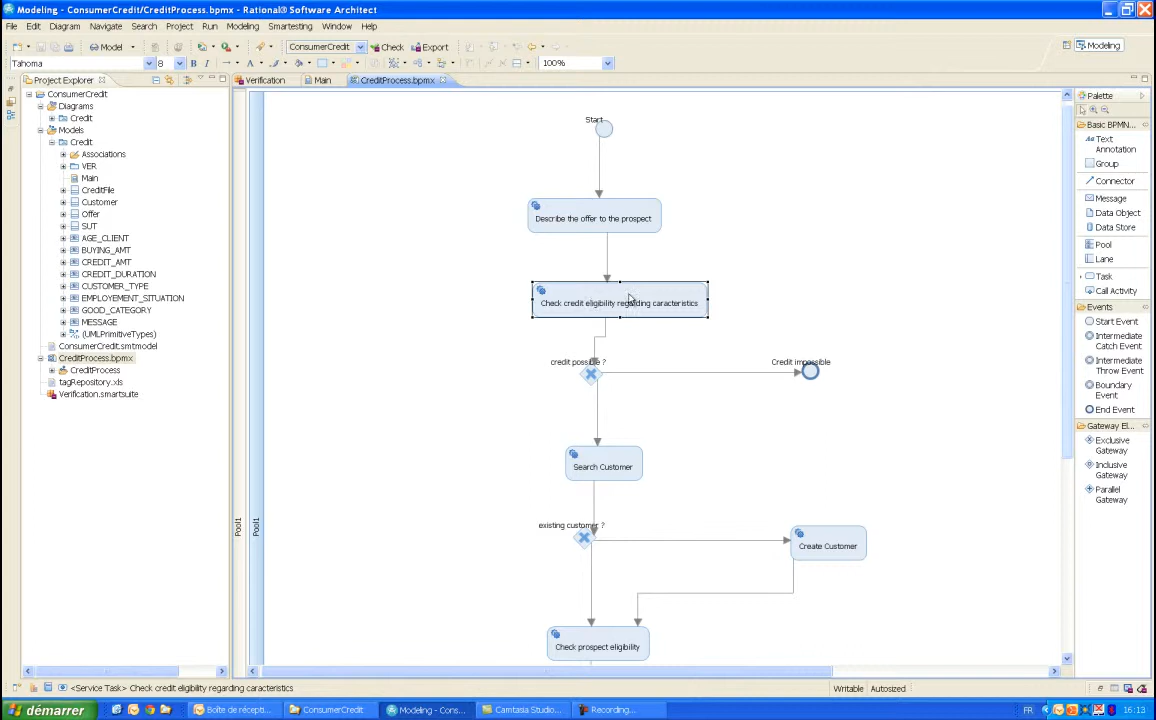 Modeling - ConsumerCredit/CreditProcess.bpmx - Rational® Software Architect
File Edit Diagram Navigate Search Project Run Modeling Smartesting Window Help
Model ConsumerCredit Check Export Modeling
Tahoma 8 B I A 100%
Project Explorer Verification Main CreditProcess.bpmx
ConsumerCredit
Diagrams
Credit
Models
Credit
Associations
VER
Main
CreditFile
Customer
Offer
SUT
AGE_CLIENT
BUYING_AMT
CREDIT_AMT
CREDIT_DURATION
CUSTOMER_TYPE
EMPLOYEMENT_SITUATION
GOOD_CATEGORY
MESSAGE
(UMLPrimitiveTypes)
ConsumerCredit.smtmodel
CreditProcess.bpmx
CreditProcess
tagRepository.xls
Verification.smartsuite
Pool1
Pool1
Start
Describe the offer to the prospect
Check credit eligibility regarding caracteristics
credit possible ?
Credit impossible
Search Customer
existing customer ?
Create Customer
Check prospect eligibility
Palette
Basic BPMN...
Text
Annotation
Group
Connector
Message
Data Object
Data Store
Pool
Lane
Task
Call Activity
Events
Start Event
Intermediate
Catch Event
Intermediate
Throw Event
Boundary
Event
End Event
Gateway El...
Exclusive
Gateway
Inclusive
Gateway
Parallel
Gateway
<Service Task> Check credit eligibility regarding caracteristics
Writable Autosized
démarrer Boîte de récepti... ConsumerCredit Modeling - Cons... Camtasia Studio... Recording... FR 16:13